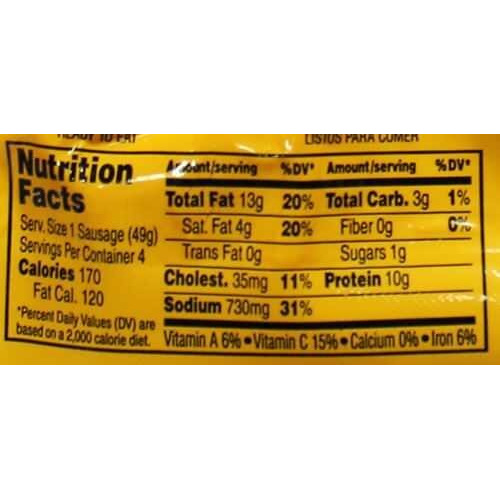 READY TO EAT
LISTOS PARA COMER
Nutrition
Facts
Serv. Size 1 Sausage (49g)
Servings Per Container 4
Calories 170
Fat Cal. 120
*Percent Daily Values (DV) are
based on a 2,000 calorie diet.
Amount/serving %DV*
Total Fat 13g 20%
Sat. Fat 4g 20%
Trans Fat 0g
Cholest. 35mg 11%
Sodium 730mg 31%
Amount/serving %DV*
Total Carb. 3g 1%
Fiber 0g 0%
Sugars 1g
Protein 10g
Vitamin A 6% • Vitamin C 15% • Calcium 0% • Iron 6%